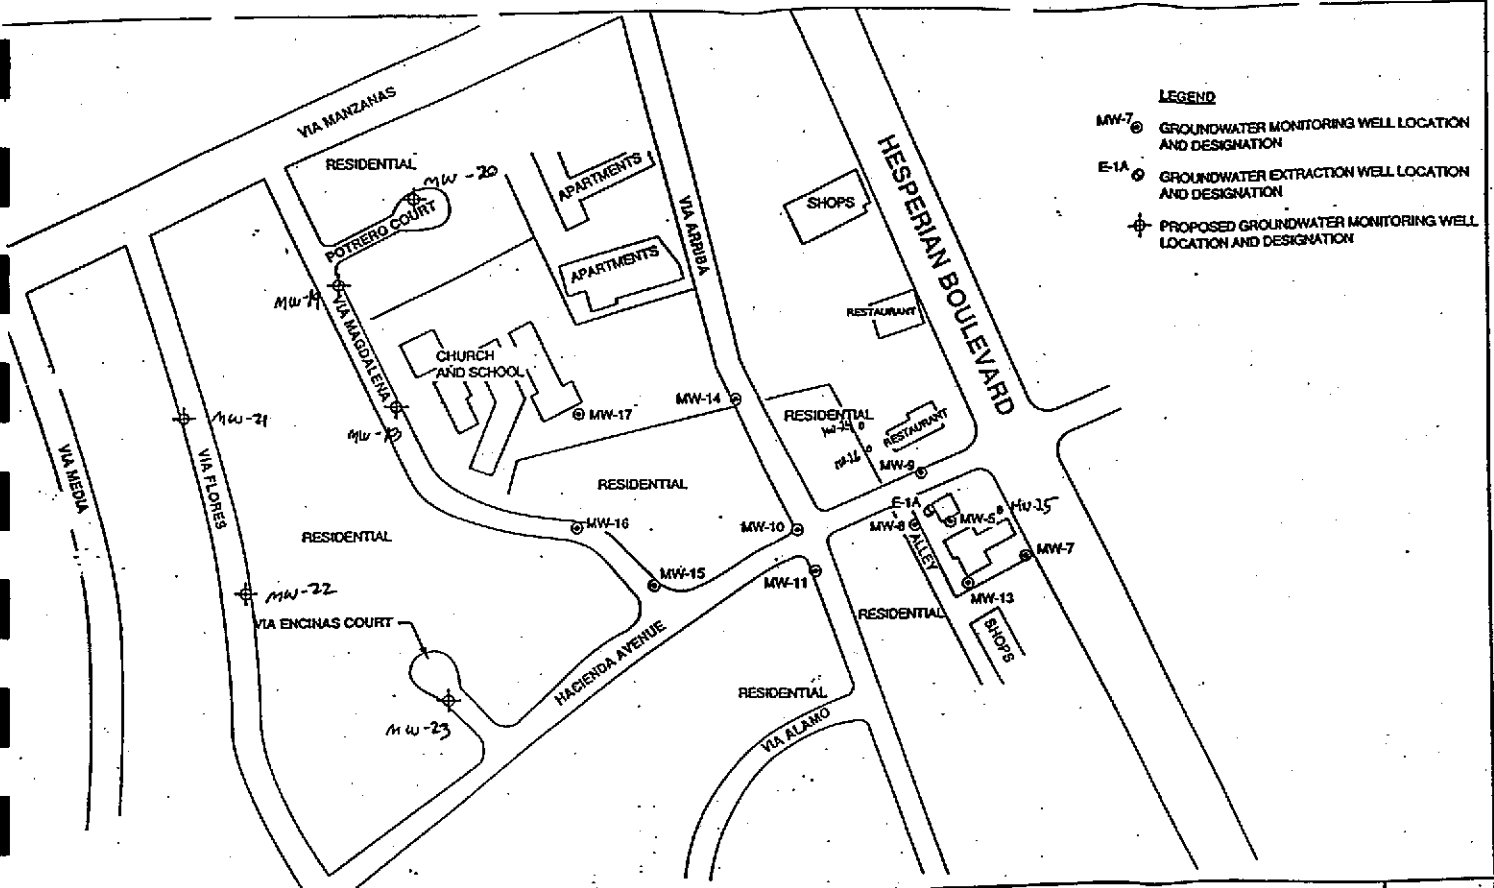 LEGEND
MW-7 GROUNDWATER MONITORING WELL LOCATION
AND DESIGNATION
E-1A GROUNDWATER EXTRACTION WELL LOCATION
AND DESIGNATION
PROPOSED GROUNDWATER MONITORING WELL
LOCATION AND DESIGNATION
VIA MANZANAS
RESIDENTIAL
MW-20
POTRERO COURT
APARTMENTS
SHOPS
HESPERIAN BOULEVARD
VIA ARRIBA
APARTMENTS
MW-19
VIA MAGDALENA
RESTAURANT
CHURCH
AND SCHOOL
MW-17
MW-14
RESIDENTIAL
RESTAURANT
MW-21
VIA FLORES
VIA MEDIA
MW-9
RESIDENTIAL
E-1A
MW-5
MW-25
MW-16
MW-10
MW-8
ALLEY
RESIDENTIAL
MW-7
MW-15
MW-11
MW-13
MW-22
VIA ENCINAS COURT
RESIDENTIAL
SHOPS
HACIENDA AVENUE
RESIDENTIAL
MW-23
VIA ALAMO